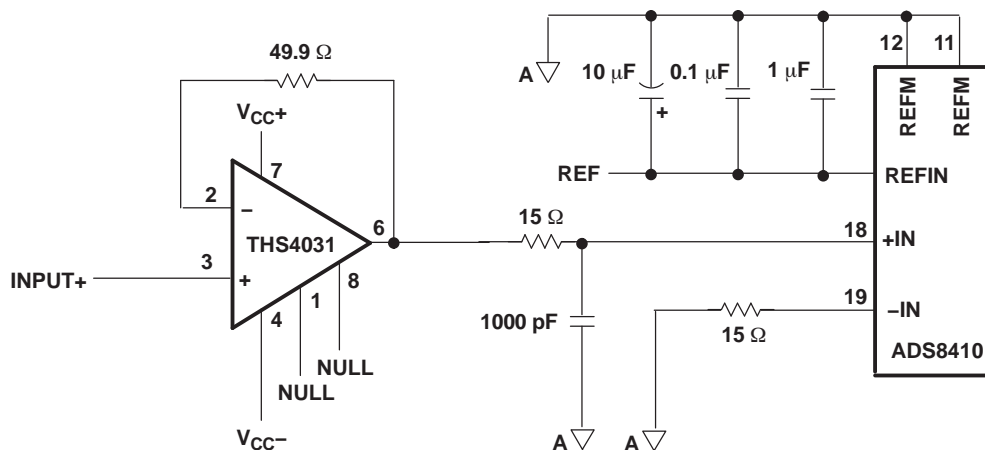 12
11
49.9 Ω
A
10 μF
0.1 μF
1 μF
+
REFM
REFM
VCC+
7
REF
REFIN
2
−
6
15 Ω
18
+IN
THS4031
3
8
INPUT+
+
1
19
−IN
4
1000 pF
15 Ω
NULL
ADS8410
NULL
VCC−
A
A